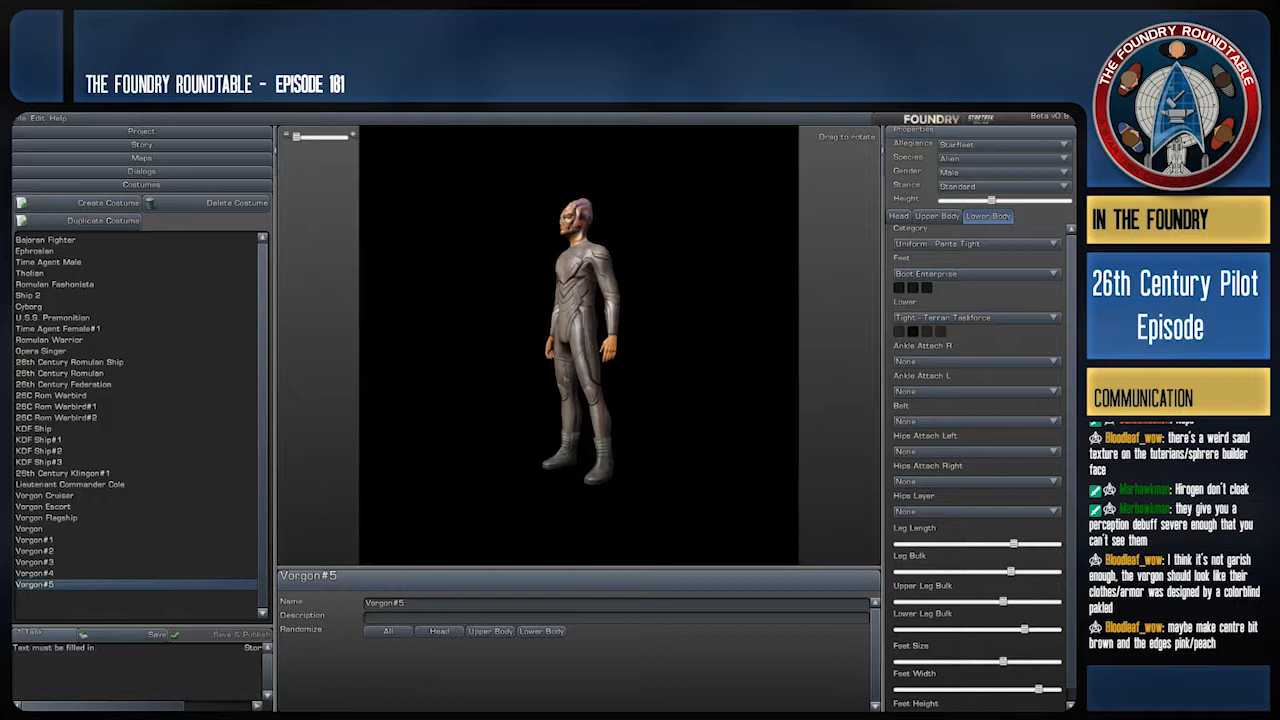 THE FOUNDRY ROUNDTABLE - EPISODE 181
THE FOUNDRY ROUNDTABLE
File Edit Help
FOUNDRY
STAR TREK
Beta v0.9
Project
Story
Maps
Dialogs
Costumes
Create Costume
Delete Costume
Duplicate Costume
Bajoran Fighter
Ephrosian
Time Agent Male
Tholian
Romulan Fashionista
Ship 2
Cyborg
U.S.S. Premonition
Time Agent Female#1
Romulan Warrior
Opera Singer
26th Century Romulan Ship
26th Century Romulan
26th Century Federation
26C Rom Warbird
26C Rom Warbird#1
26C Rom Warbird#2
KDF Ship
KDF Ship#1
KDF Ship#2
KDF Ship#3
26th Century Klingon#1
Lieutenant Commander Cole
Vorgon Cruiser
Vorgon Escort
Vorgon Flagship
Vorgon
Vorgon#1
Vorgon#2
Vorgon#3
Vorgon#4
Vorgon#5
1 Task
Save
Save & Publish
Text must be filled in.
Stor
Drag to rotate
Vorgon#5
Name
Vorgon#5
Description
Randomize
All
Head
Upper Body
Lower Body
Properties
Allegiance
Starfleet
Species
Alien
Gender
Male
Stance
Standard
Height
Head
Upper Body
Lower Body
Category
Uniform - Pants Tight
Feet
Boot Enterprise
Lower
Tight - Terran Taskforce
Ankle Attach R
None
Ankle Attach L
None
Belt
None
Hips Attach Left
None
Hips Attach Right
None
Hips Layer
None
Leg Length
Leg Bulk
Upper Leg Bulk
Lower Leg Bulk
Feet Size
Feet Width
Feet Height
IN THE FOUNDRY
26th Century Pilot
Episode
COMMUNICATION
Bloodleaf_wow: there's a weird sand
texture on the tuterians/sphrere builder
face
Marhawkman: Hirogen don't cloak
Marhawkman: they give you a
perception debuff severe enough that you
can't see them
Bloodleaf_wow: I think it's not garish
enough, the vorgon should look like their
clothes/armor was designed by a colorblind
pakled
Bloodleaf_wow: maybe make centre bit
brown and the edges pink/peach